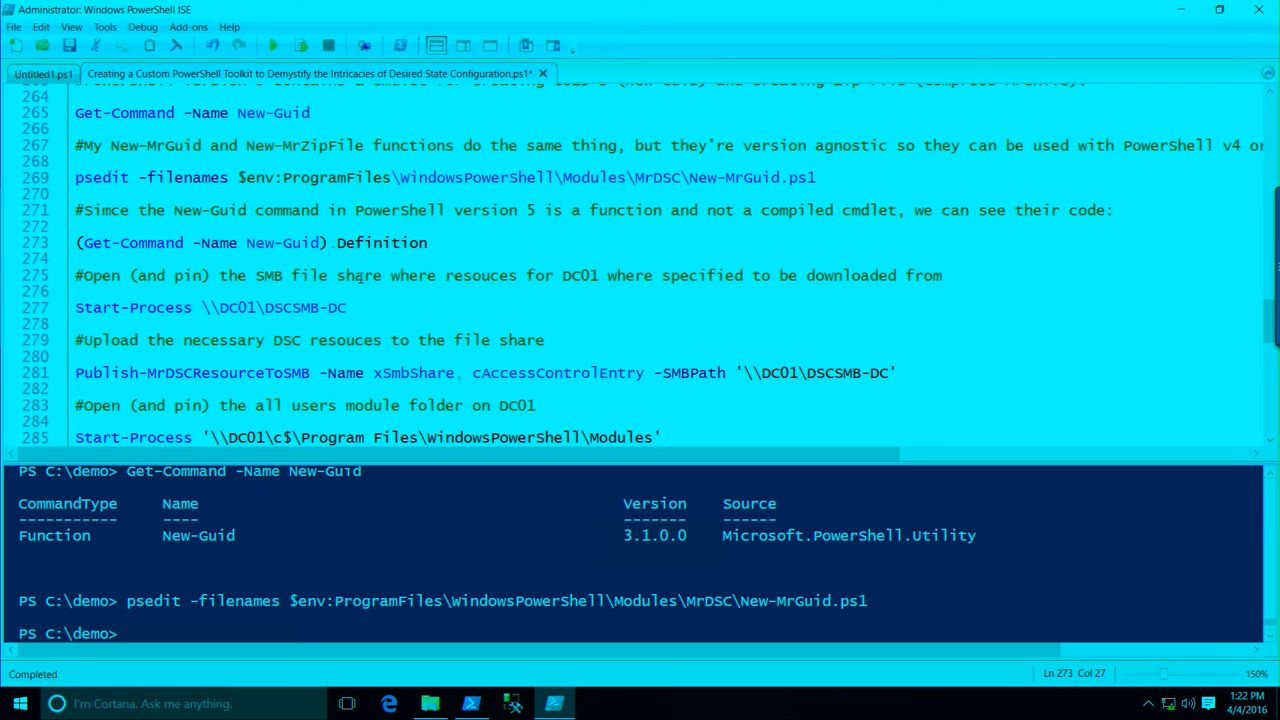 Administrator: Windows PowerShell ISE
File Edit View Tools Debug Add-ons Help
Untitled1.ps1 Creating a Custom PowerShell Toolkit to Demystify the Intricacies of Desired State Configuration.ps1*
264
265 Get-Command -Name New-Guid
266
267 #My New-MrGuid and New-MrZipFile functions do the same thing, but they're version agnostic so they can be used with PowerShell v4 or
268
269 psedit -filenames $env:ProgramFiles\WindowsPowerShell\Modules\MrDSC\New-MrGuid.ps1
270
271 #Simce the New-Guid command in PowerShell version 5 is a function and not a compiled cmdlet, we can see their code:
272
273 (Get-Command -Name New-Guid).Definition
274
275 #Open (and pin) the SMB file share where resouces for DC01 where specified to be downloaded from
276
277 Start-Process \\DC01\DSCSMB-DC
278
279 #Upload the necessary DSC resouces to the file share
280
281 Publish-MrDSCResourceToSMB -Name xSmbShare, cAccessControlEntry -SMBPath '\\DC01\DSCSMB-DC'
282
283 #Open (and pin) the all users module folder on DC01
284
285 Start-Process '\\DC01\c$\Program Files\WindowsPowerShell\Modules'
PS C:\demo> Get-Command -Name New-Guid
CommandType Name Version Source
----------- ---- ------- ------
Function New-Guid 3.1.0.0 Microsoft.PowerShell.Utility
PS C:\demo> psedit -filenames $env:ProgramFiles\WindowsPowerShell\Modules\MrDSC\New-MrGuid.ps1
PS C:\demo>
Completed Ln 273 Col 27 150%
I'm Cortana. Ask me anything. 1:22 PM
4/4/2016